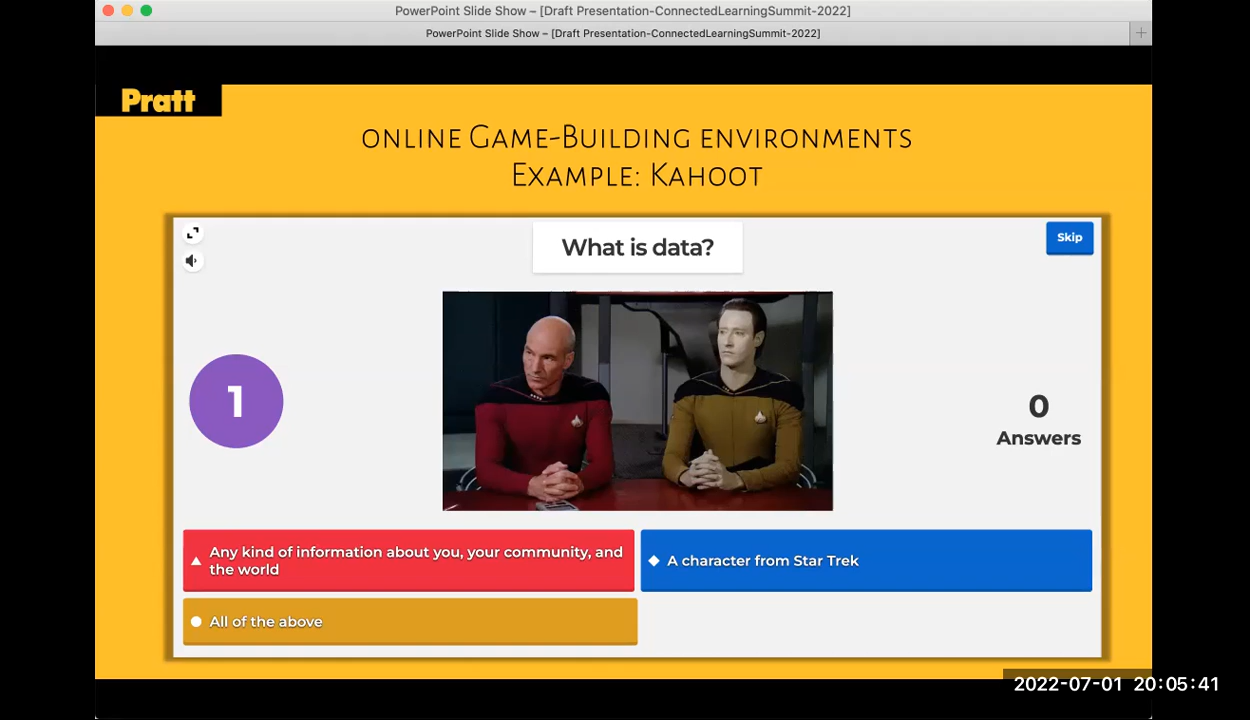 PowerPoint Slide Show – [Draft Presentation-ConnectedLearningSummit-2022]
PowerPoint Slide Show – [Draft Presentation-ConnectedLearningSummit-2022]
Pratt
online Game-Building environments
Example: Kahoot
What is data?
Skip
1
0
Answers
Any kind of information about you, your community, and
the world
A character from Star Trek
All of the above
2022-07-01 20:05:41